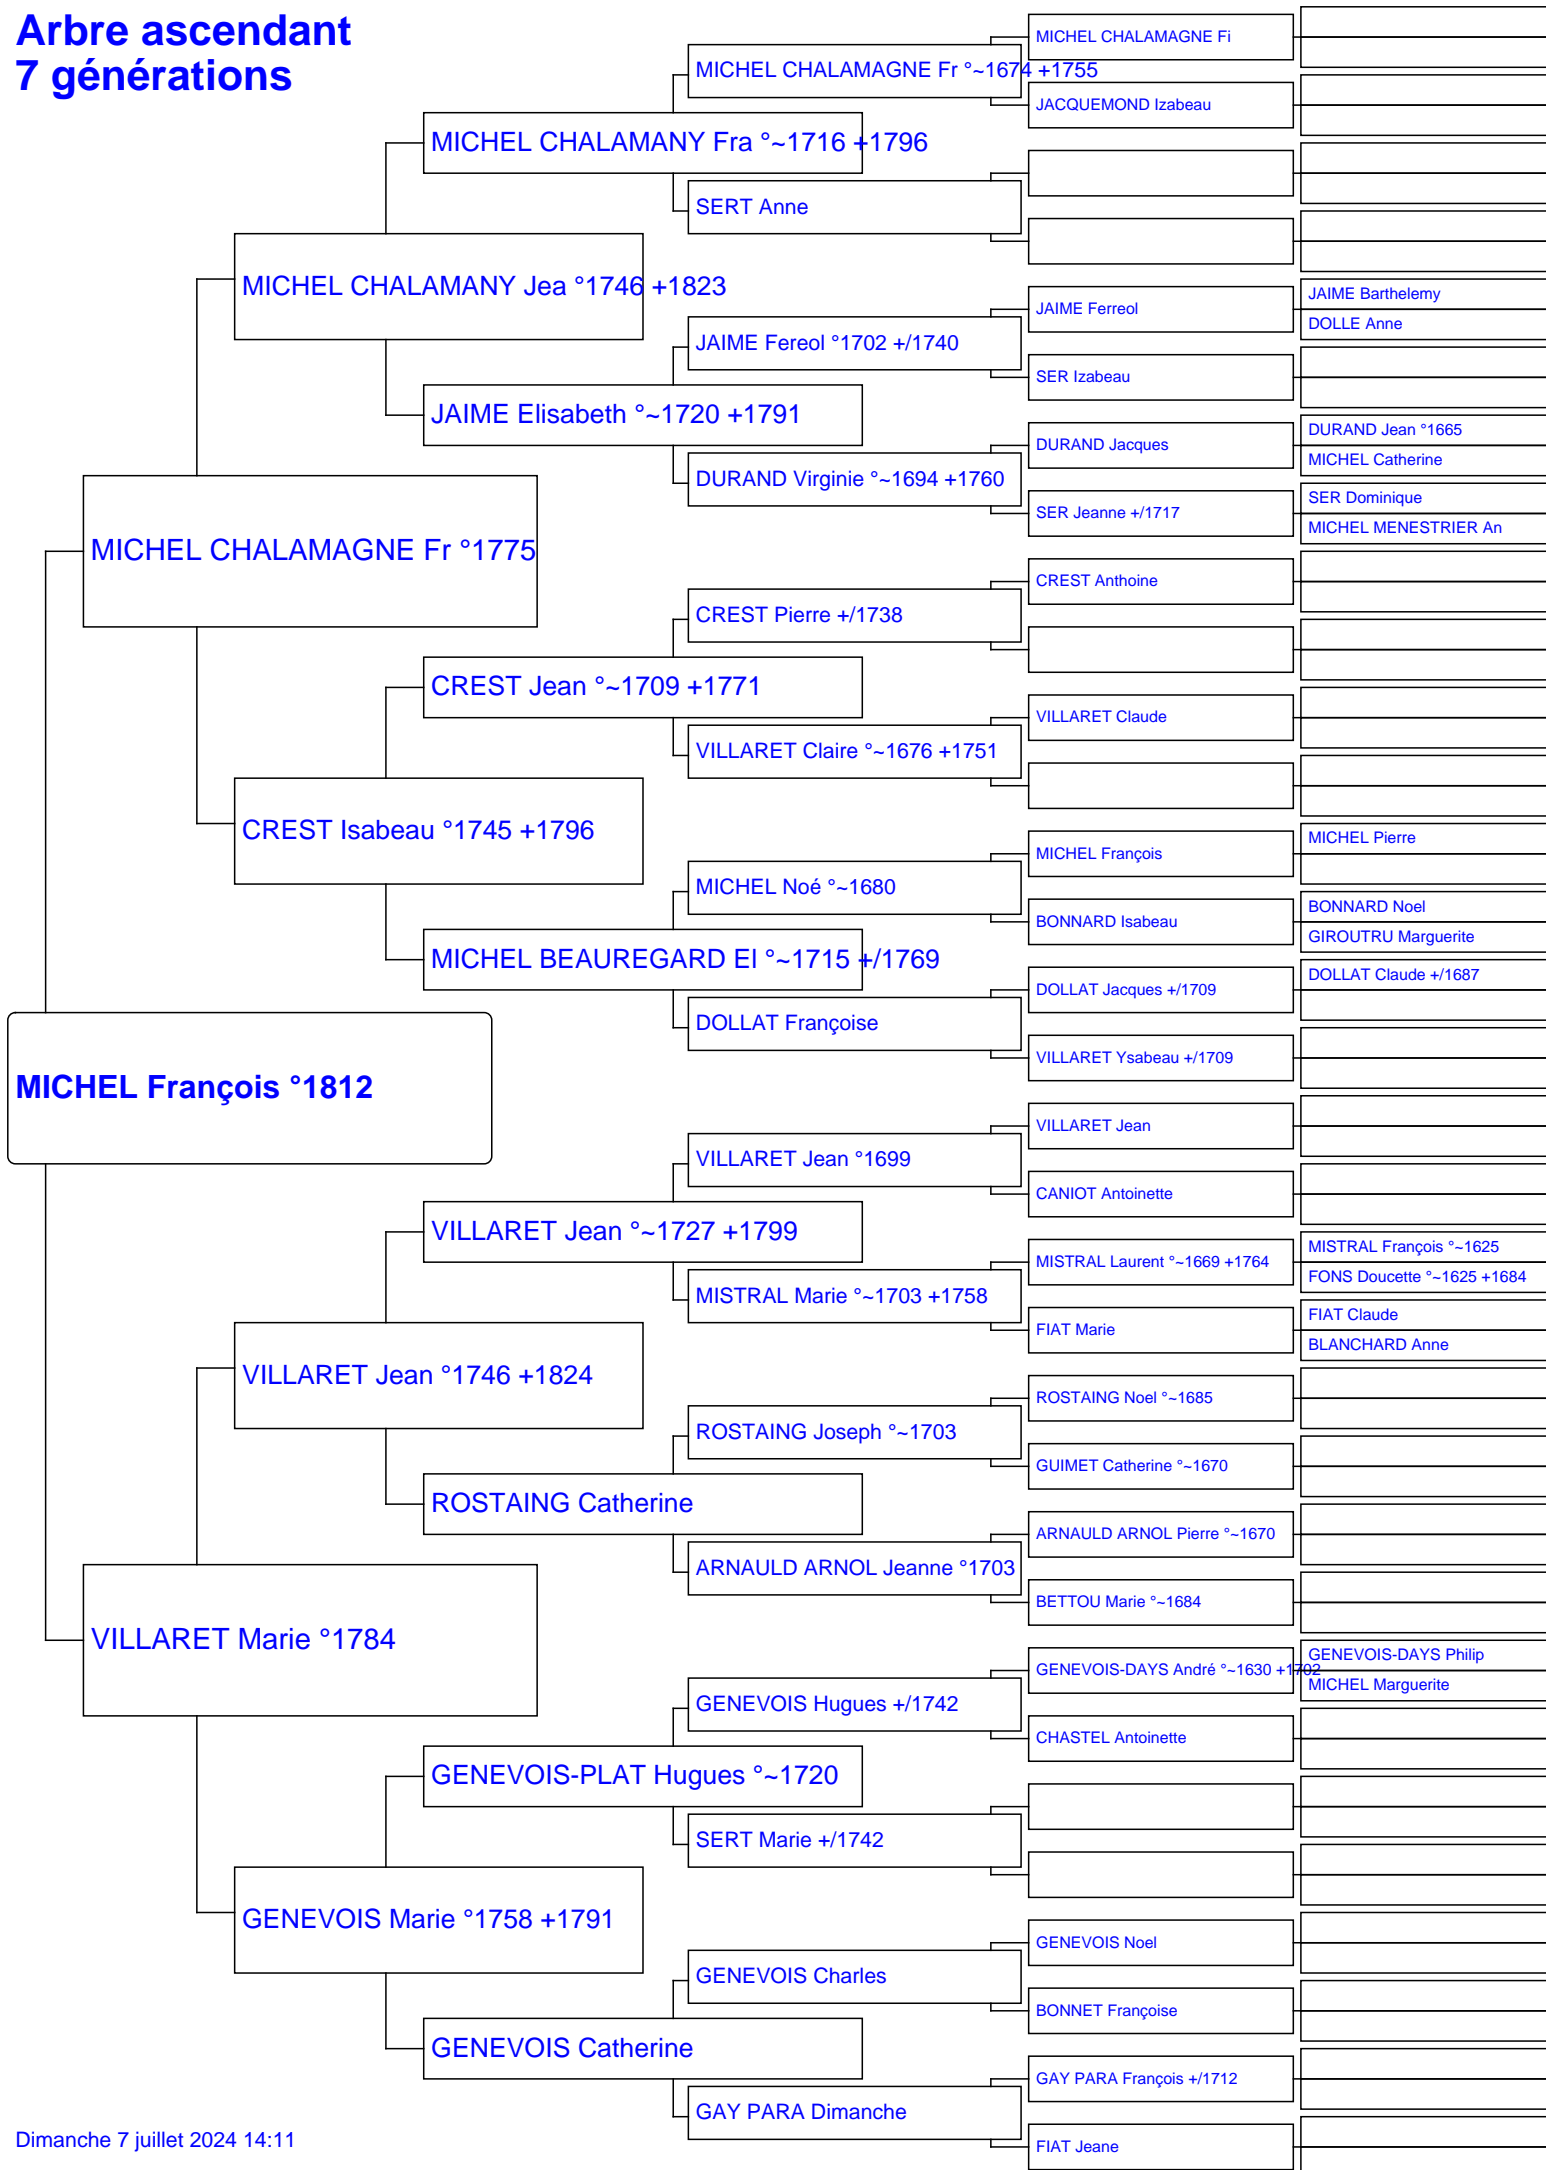 Arbre ascendant
7 générations
MICHEL François °1812
MICHEL CHALAMAGNE Fr °1775
VILLARET Marie °1784
MICHEL CHALAMANY Jea °1746 +1823
CREST Isabeau °1745 +1796
VILLARET Jean °1746 +1824
GENEVOIS Marie °1758 +1791
MICHEL CHALAMANY Fra °~1716 +1796
JAIME Elisabeth °~1720 +1791
CREST Jean °~1709 +1771
MICHEL BEAUREGARD El °~1715 +/1769
VILLARET Jean °~1727 +1799
ROSTAING Catherine
GENEVOIS-PLAT Hugues °~1720
GENEVOIS Catherine
MICHEL CHALAMAGNE Fr °~1674 +1755
SERT Anne
JAIME Fereol °1702 +/1740
DURAND Virginie °~1694 +1760
CREST Pierre +/1738
VILLARET Claire °~1676 +1751
MICHEL Noé °~1680
DOLLAT Françoise
VILLARET Jean °1699
MISTRAL Marie °~1703 +1758
ROSTAING Joseph °~1703
ARNAULD ARNOL Jeanne °1703
GENEVOIS Hugues +/1742
SERT Marie +/1742
GENEVOIS Charles
GAY PARA Dimanche
MICHEL CHALAMAGNE Fi
JACQUEMOND Izabeau
JAIME Ferreol
SER Izabeau
DURAND Jacques
SER Jeanne +/1717
CREST Anthoine
VILLARET Claude
MICHEL François
BONNARD Isabeau
DOLLAT Jacques +/1709
VILLARET Ysabeau +/1709
VILLARET Jean
CANIOT Antoinette
MISTRAL Laurent °~1669 +1764
FIAT Marie
ROSTAING Noel °~1685
GUIMET Catherine °~1670
ARNAULD ARNOL Pierre °~1670
BETTOU Marie °~1684
GENEVOIS-DAYS André °~1630 +1702
CHASTEL Antoinette
GENEVOIS Noel
BONNET Françoise
GAY PARA François +/1712
FIAT Jeane
JAIME Barthelemy
DOLLE Anne
DURAND Jean °1665
MICHEL Catherine
SER Dominique
MICHEL MENESTRIER An
MICHEL Pierre
BONNARD Noel
GIROUTRU Marguerite
DOLLAT Claude +/1687
MISTRAL François °~1625
FONS Doucette °~1625 +1684
FIAT Claude
BLANCHARD Anne
GENEVOIS-DAYS Philip
MICHEL Marguerite
Dimanche 7 juillet 2024 14:11